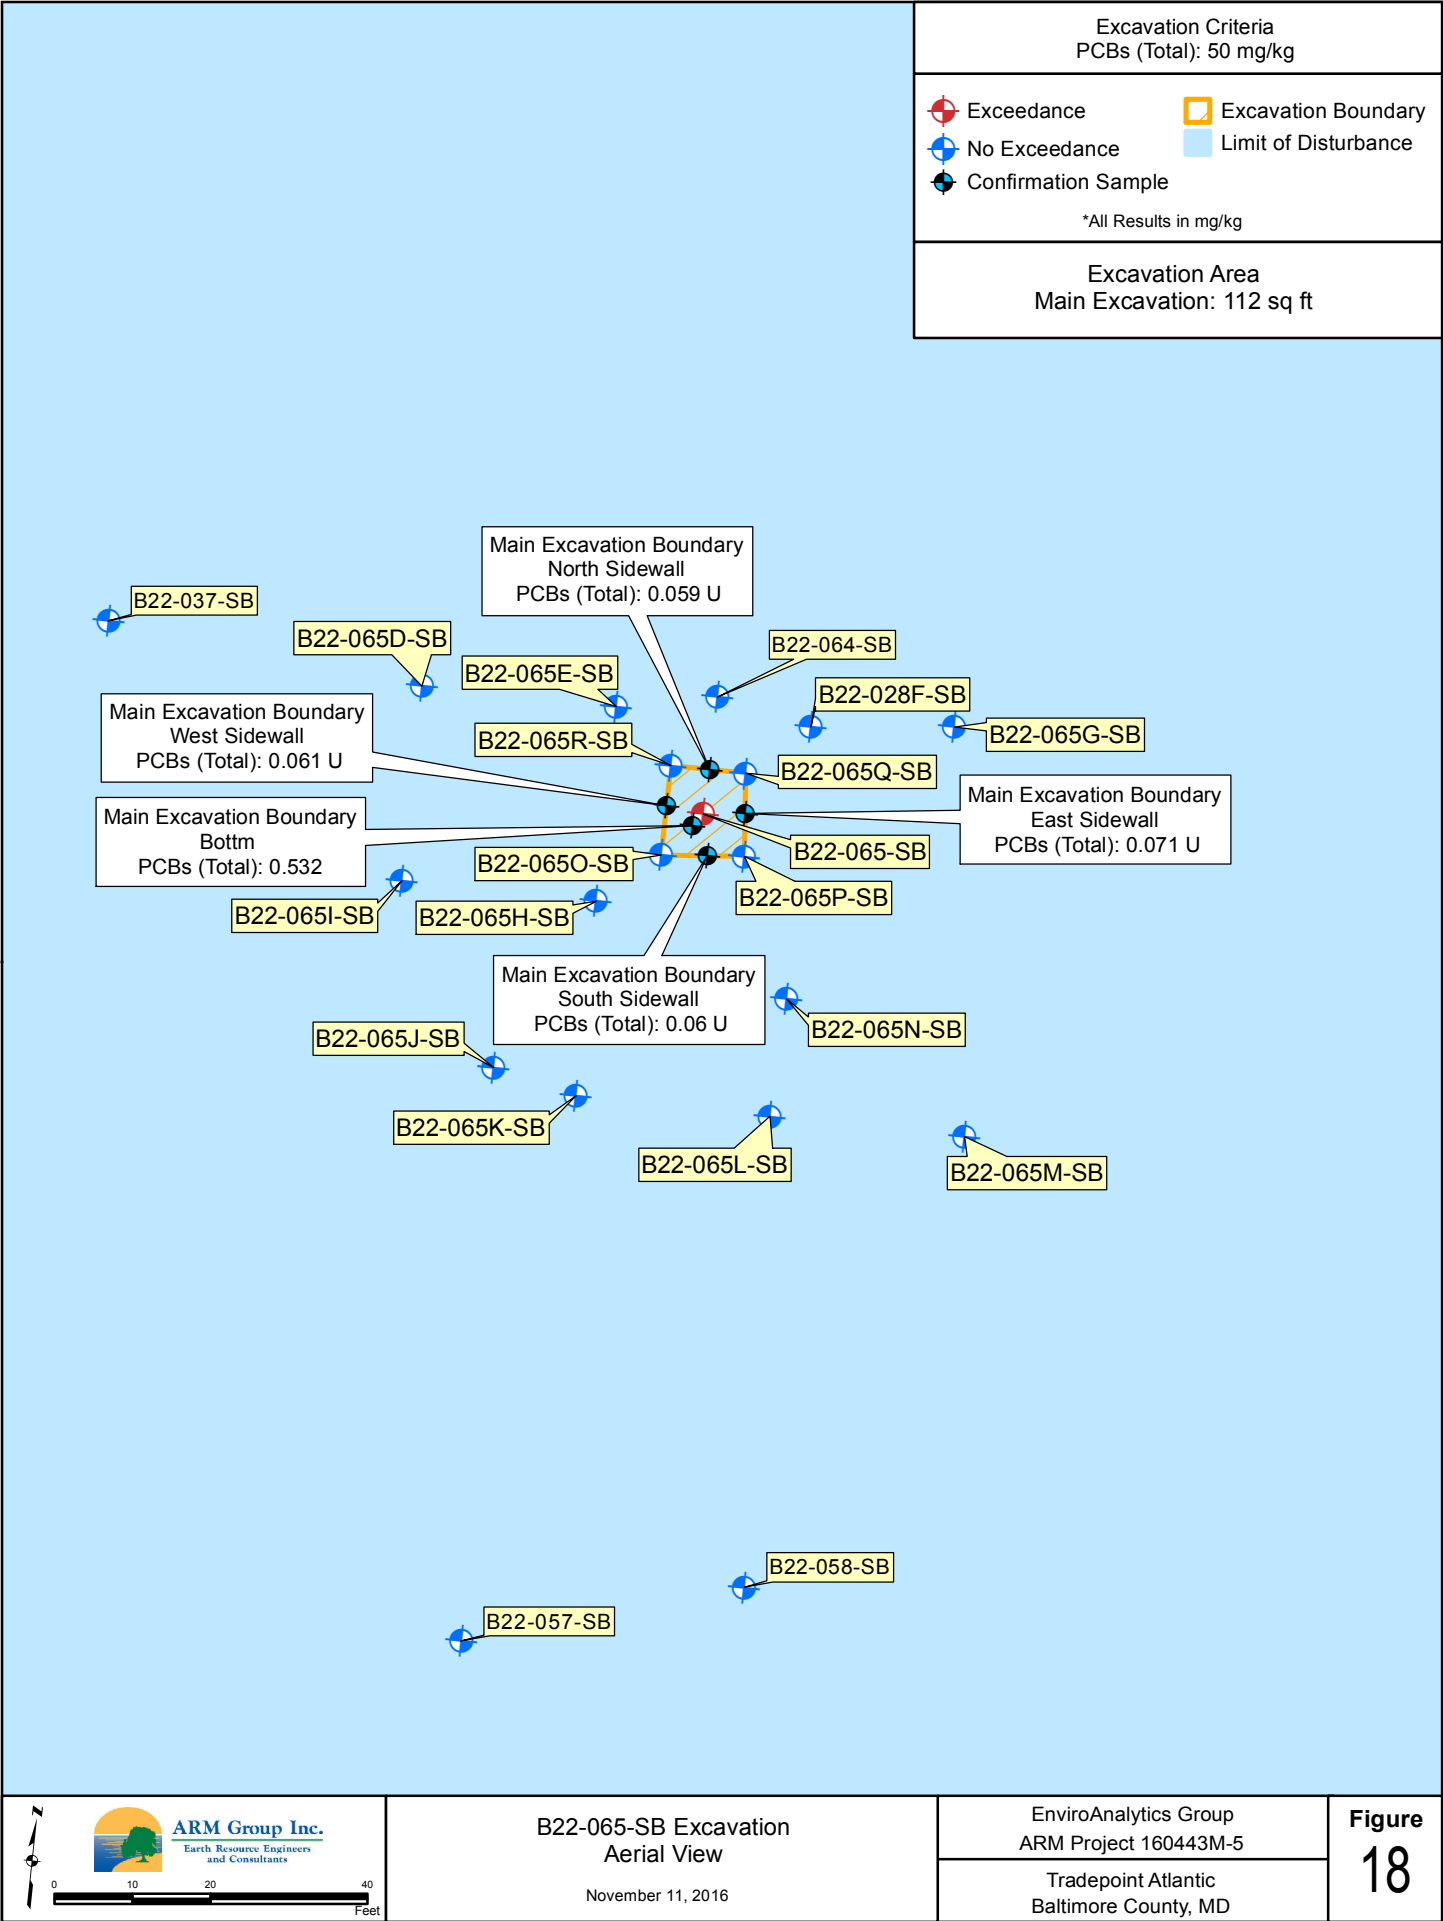 Excavation Criteria
PCBs (Total): 50 mg/kg
Exceedance
Excavation Boundary
No Exceedance
Limit of Disturbance
Confirmation Sample
*All Results in mg/kg
Excavation Area
Main Excavation: 112 sq ft
Main Excavation Boundary
North Sidewall
PCBs (Total): 0.059 U
B22-037-SB
B22-065D-SB
B22-064-SB
B22-065E-SB
B22-028F-SB
Main Excavation Boundary
West Sidewall
PCBs (Total): 0.061 U
B22-065R-SB
B22-065G-SB
B22-065Q-SB
Main Excavation Boundary
East Sidewall
PCBs (Total): 0.071 U
Main Excavation Boundary
Bottm
PCBs (Total): 0.532
B22-065-SB
B22-065O-SB
B22-065P-SB
B22-065I-SB
B22-065H-SB
Main Excavation Boundary
South Sidewall
PCBs (Total): 0.06 U
B22-065N-SB
B22-065J-SB
B22-065K-SB
B22-065L-SB
B22-065M-SB
B22-058-SB
B22-057-SB
N
ARM Group Inc.
Earth Resource Engineers
and Consultants
0 10 20 40
Feet
B22-065-SB Excavation
Aerial View
November 11, 2016
EnviroAnalytics Group
ARM Project 160443M-5
Tradepoint Atlantic
Baltimore County, MD
Figure
18